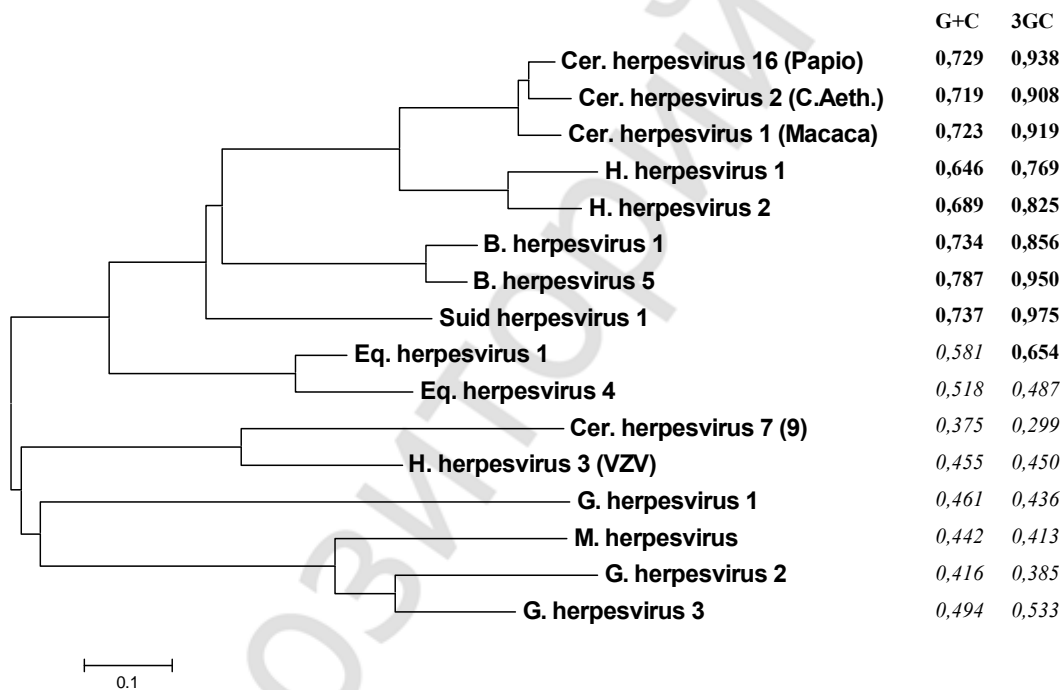 G+C 3GC
Cer. herpesvirus 16 (Papio) 0,729 0,938
Cer. herpesvirus 2 (C.Aeth.) 0,719 0,908
Cer. herpesvirus 1 (Macaca) 0,723 0,919
H. herpesvirus 1 0,646 0,769
H. herpesvirus 2 0,689 0,825
B. herpesvirus 1 0,734 0,856
B. herpesvirus 5 0,787 0,950
Suid herpesvirus 1 0,737 0,975
Eq. herpesvirus 1 0,581 0,654
Eq. herpesvirus 4 0,518 0,487
Cer. herpesvirus 7 (9) 0,375 0,299
H. herpesvirus 3 (VZV) 0,455 0,450
G. herpesvirus 1 0,461 0,436
M. herpesvirus 0,442 0,413
G. herpesvirus 2 0,416 0,385
G. herpesvirus 3 0,494 0,533
0.1
озиторий